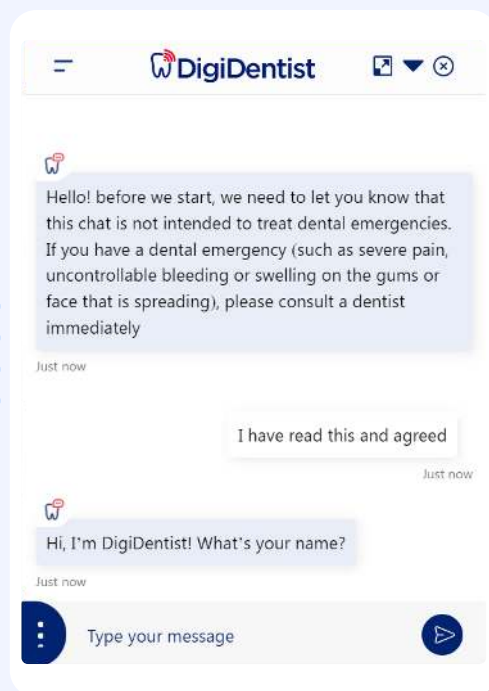 DigiDentist
Hello! before we start, we need to let you know that
this chat is not intended to treat dental emergencies.
If you have a dental emergency (such as severe pain,
uncontrollable bleeding or swelling on the gums or
face that is spreading), please consult a dentist
immediately
Just now
I have read this and agreed
Just now
Hi, I'm DigiDentist! What's your name?
Just now
Type your message